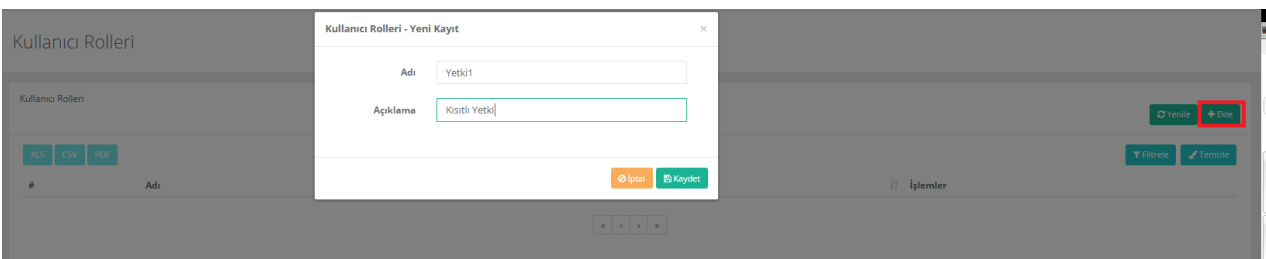 Kullanıcı Rolleri - Yeni Kayıt ×
Kullanıcı Rolleri
Adı Yetki1
Kullanıcı Rolleri
Açıklama Kısıtlı Yetki
Yenile + Ekle
XLS CSV PDF Filtrele Temizle
İptal Kaydet
# Adı İşlemler
« ‹ › »